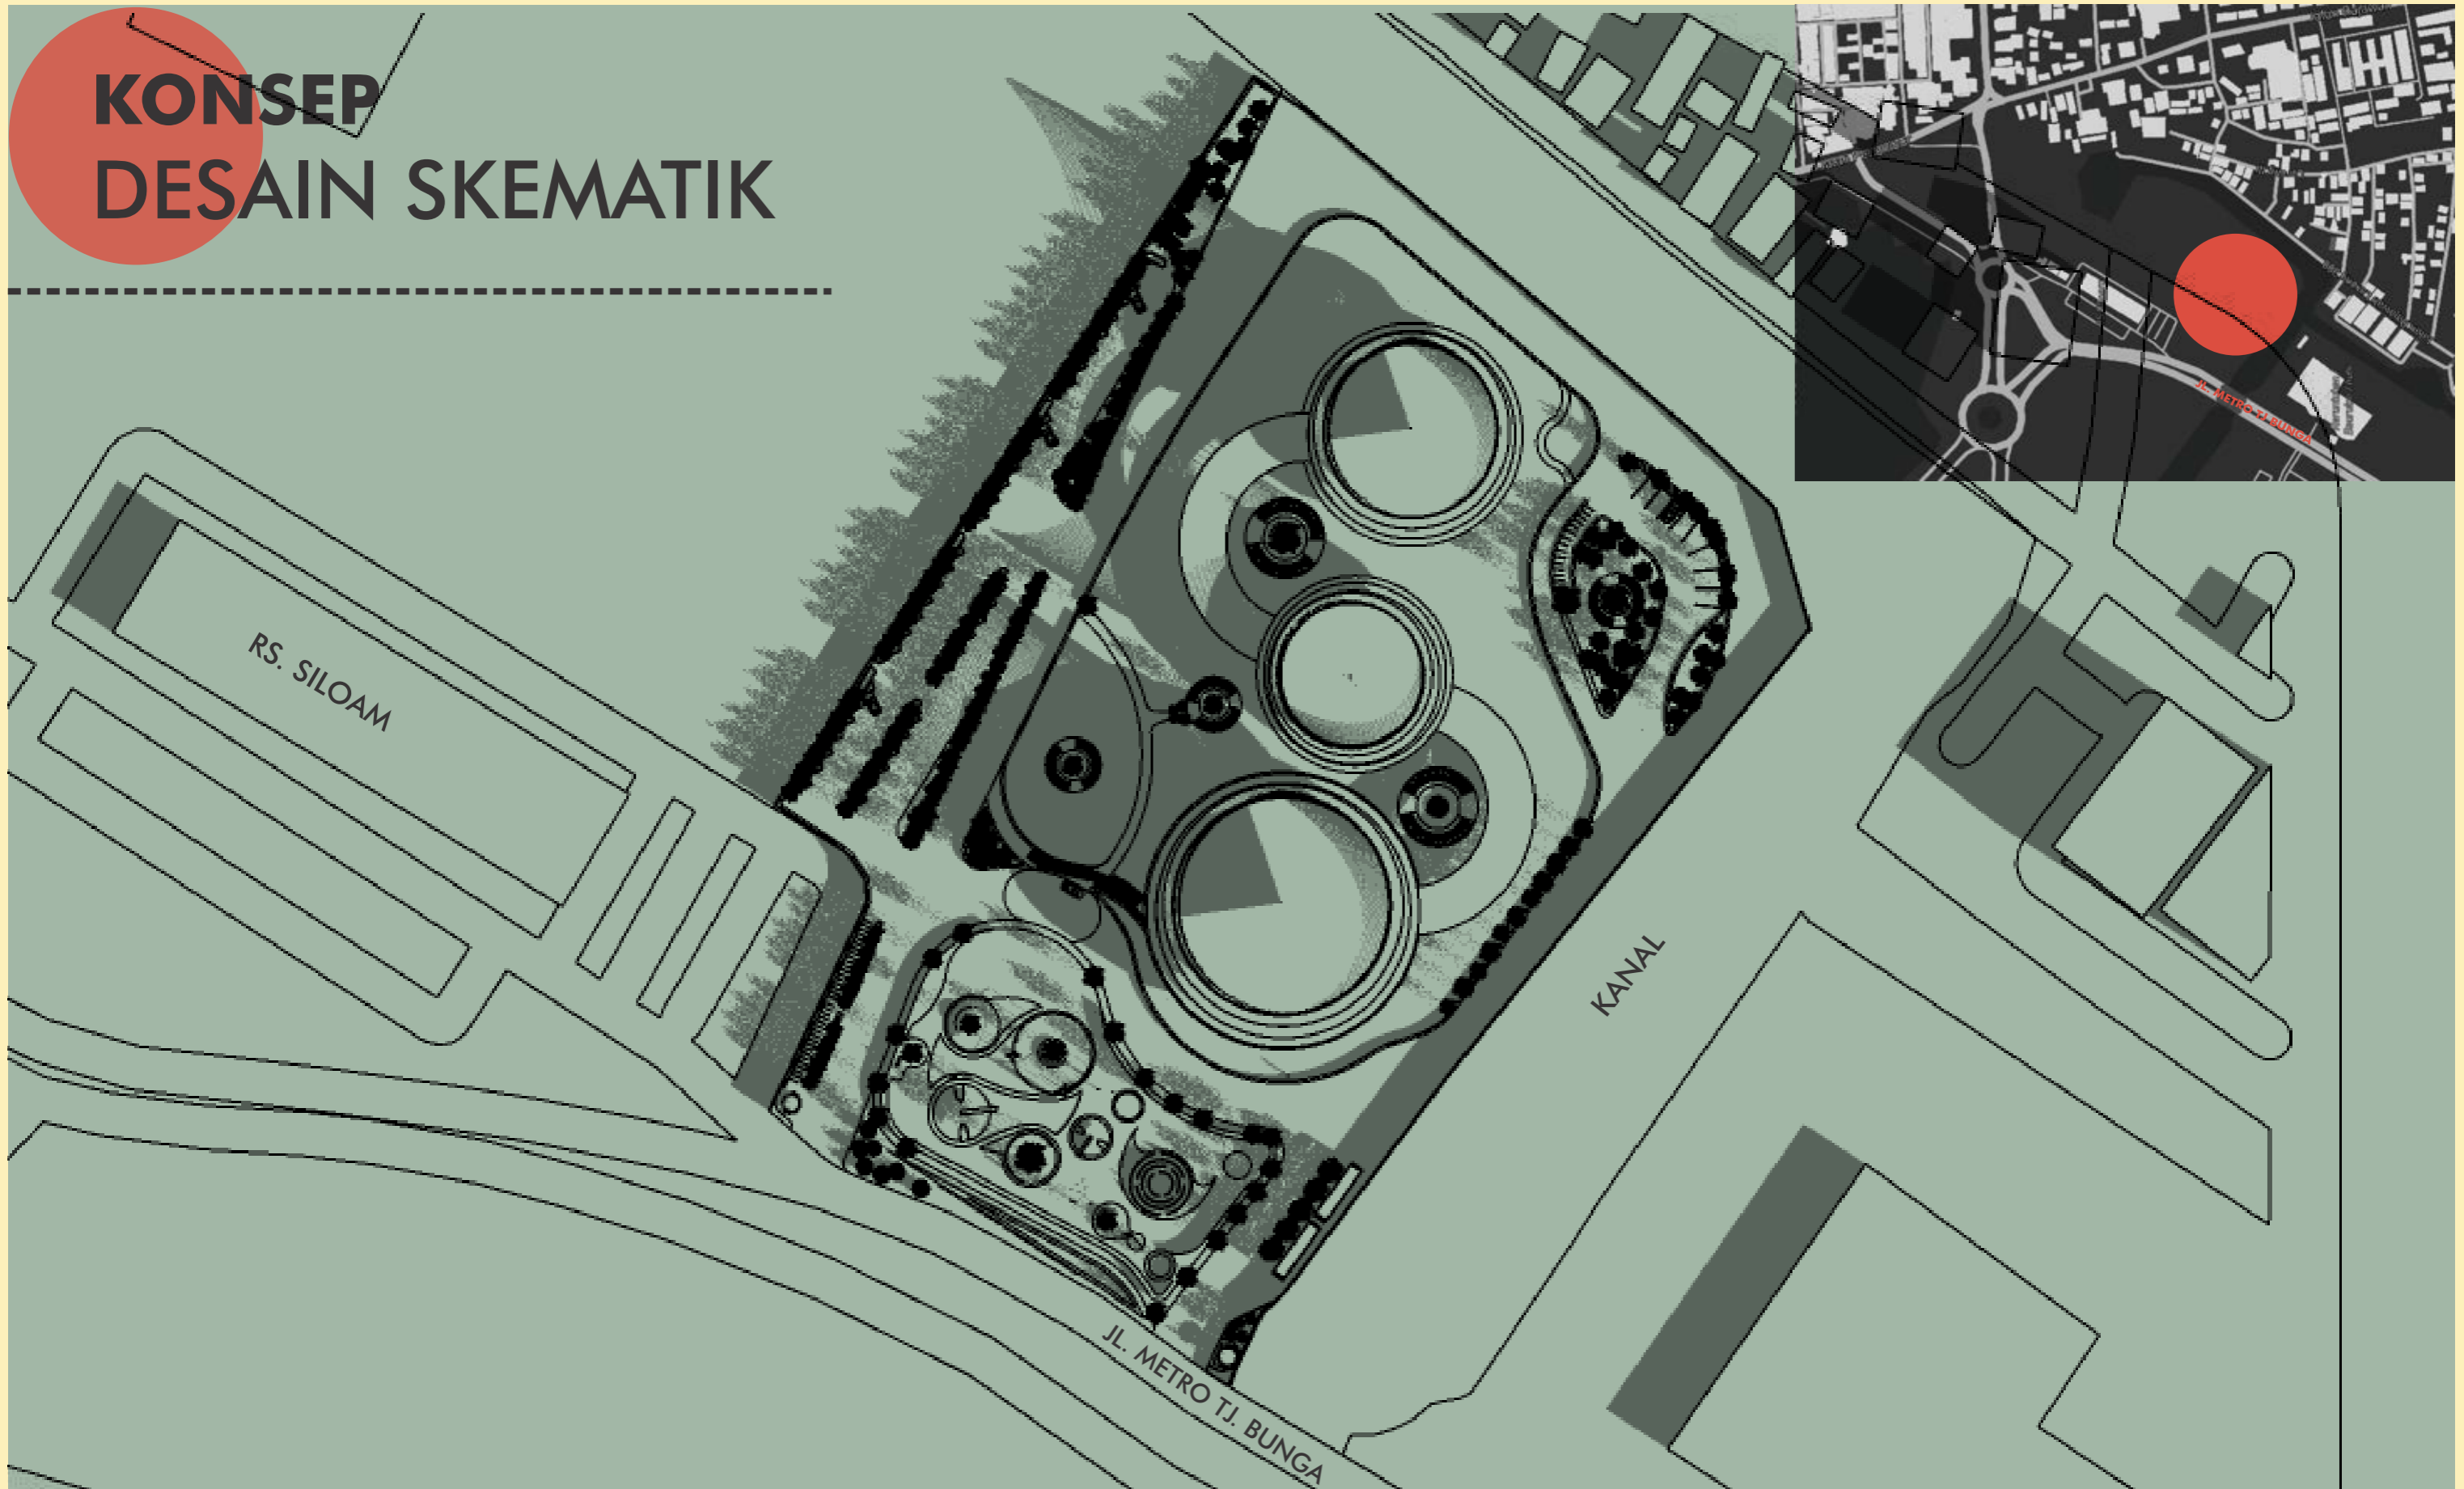 KONSEP
DESAIN SKEMATIK
JL. METRO TJ. BUNGA
RS. SILOAM
KANAL
JL. METRO TJ. BUNGA